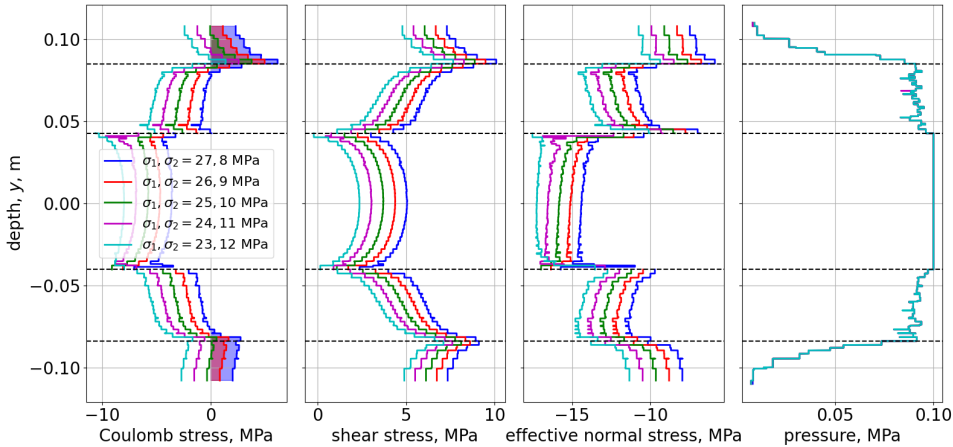 0.10
0.05
0.00
−0.05
−0.10
depth, y, m
σ1, σ2 = 27, 8 MPa
σ1, σ2 = 26, 9 MPa
σ1, σ2 = 25, 10 MPa
σ1, σ2 = 24, 11 MPa
σ1, σ2 = 23, 12 MPa
−10 0
Coulomb stress, MPa
0 5 10
shear stress, MPa
−15 −10
effective normal stress, MPa
0.05 0.10
pressure, MPa